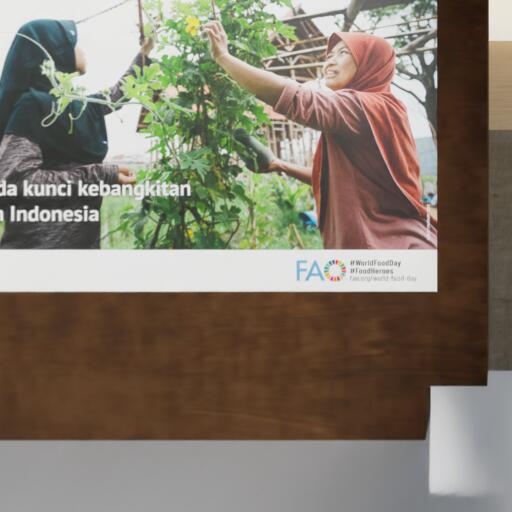 da kunci kebangkitan
n Indonesia
FAO
#WorldFoodDay
#FoodHeroes
fao.org/world-food-day